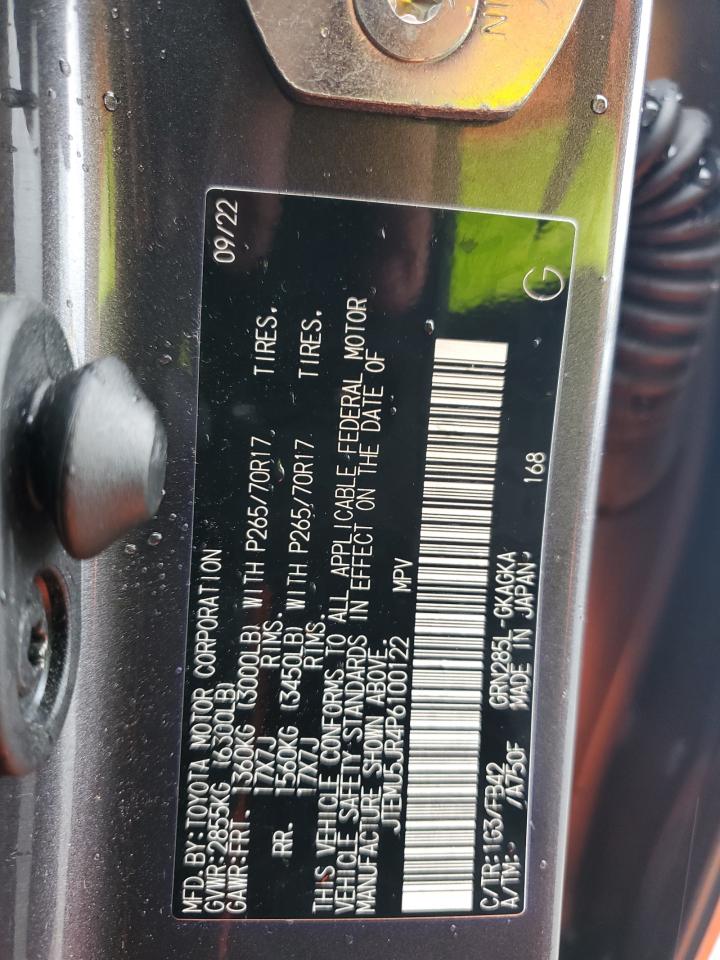 MFD.BY:TOYOTA MOTOR CORPORATION 09/22
GVWR:2855KG (6300LB)
GAWR:FRT. 1360KG (3000LB) WITH P265/70R17 TIRES.
17X7J RIMS.
RR. 1560KG (3450LB) WITH P265/70R17 TIRES.
17X7J RIMS.
THIS VEHICLE CONFORMS TO ALL APPLICABLE FEDERAL MOTOR
VEHICLE SAFETY STANDARDS IN EFFECT ON THE DATE OF
MANUFACTURE SHOWN ABOVE.
JTEMU5JR4P6100122 MPV
C/TR:1G3/FB42 GRN285L-GKAGKA 168
A/TM:- /A750F MADE IN JAPAN
G